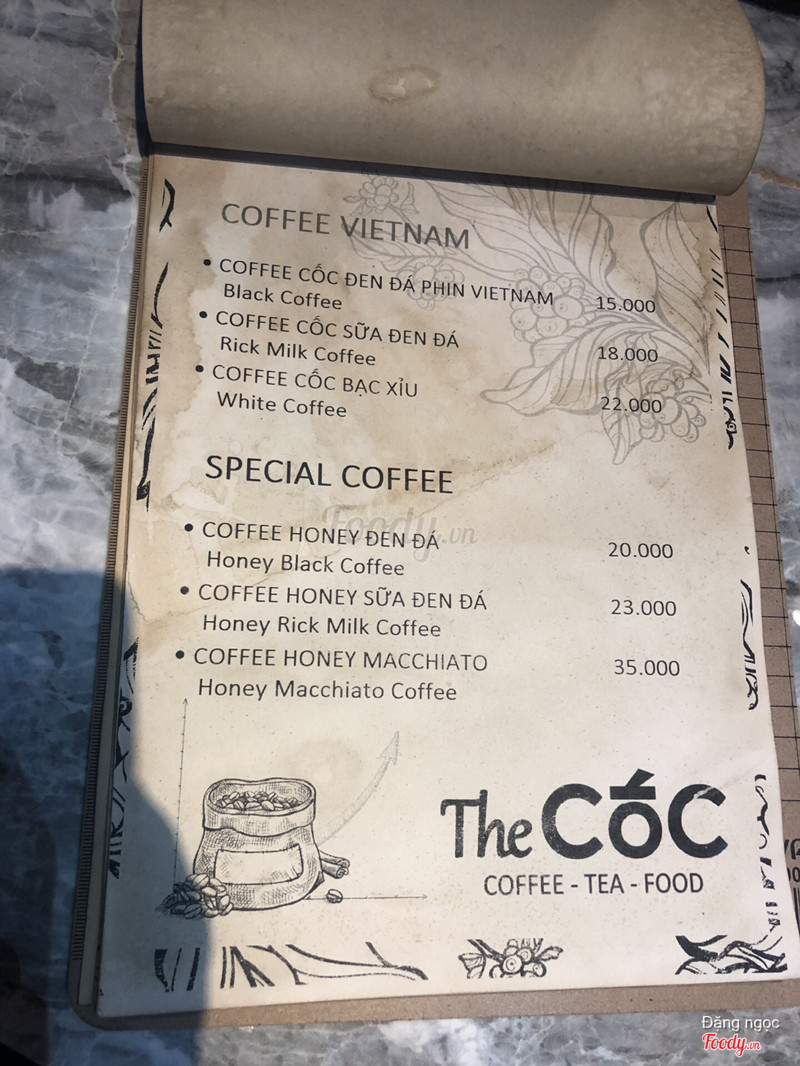 COFFEE VIETNAM
• COFFEE CỐC ĐEN ĐÁ PHIN VIETNAM 15.000
Black Coffee
• COFFEE CỐC SỮA ĐEN ĐÁ 18.000
Rick Milk Coffee
• COFFEE CỐC BẠC XỈU 22.000
White Coffee
SPECIAL COFFEE
Foody.vn
• COFFEE HONEY ĐEN ĐÁ 20.000
Honey Black Coffee
• COFFEE HONEY SỮA ĐEN ĐÁ 23.000
Honey Rick Milk Coffee
• COFFEE HONEY MACCHIATO 35.000
Honey Macchiato Coffee
The CốC
COFFEE - TEA - FOOD
Đặng ngọc
Foody.vn